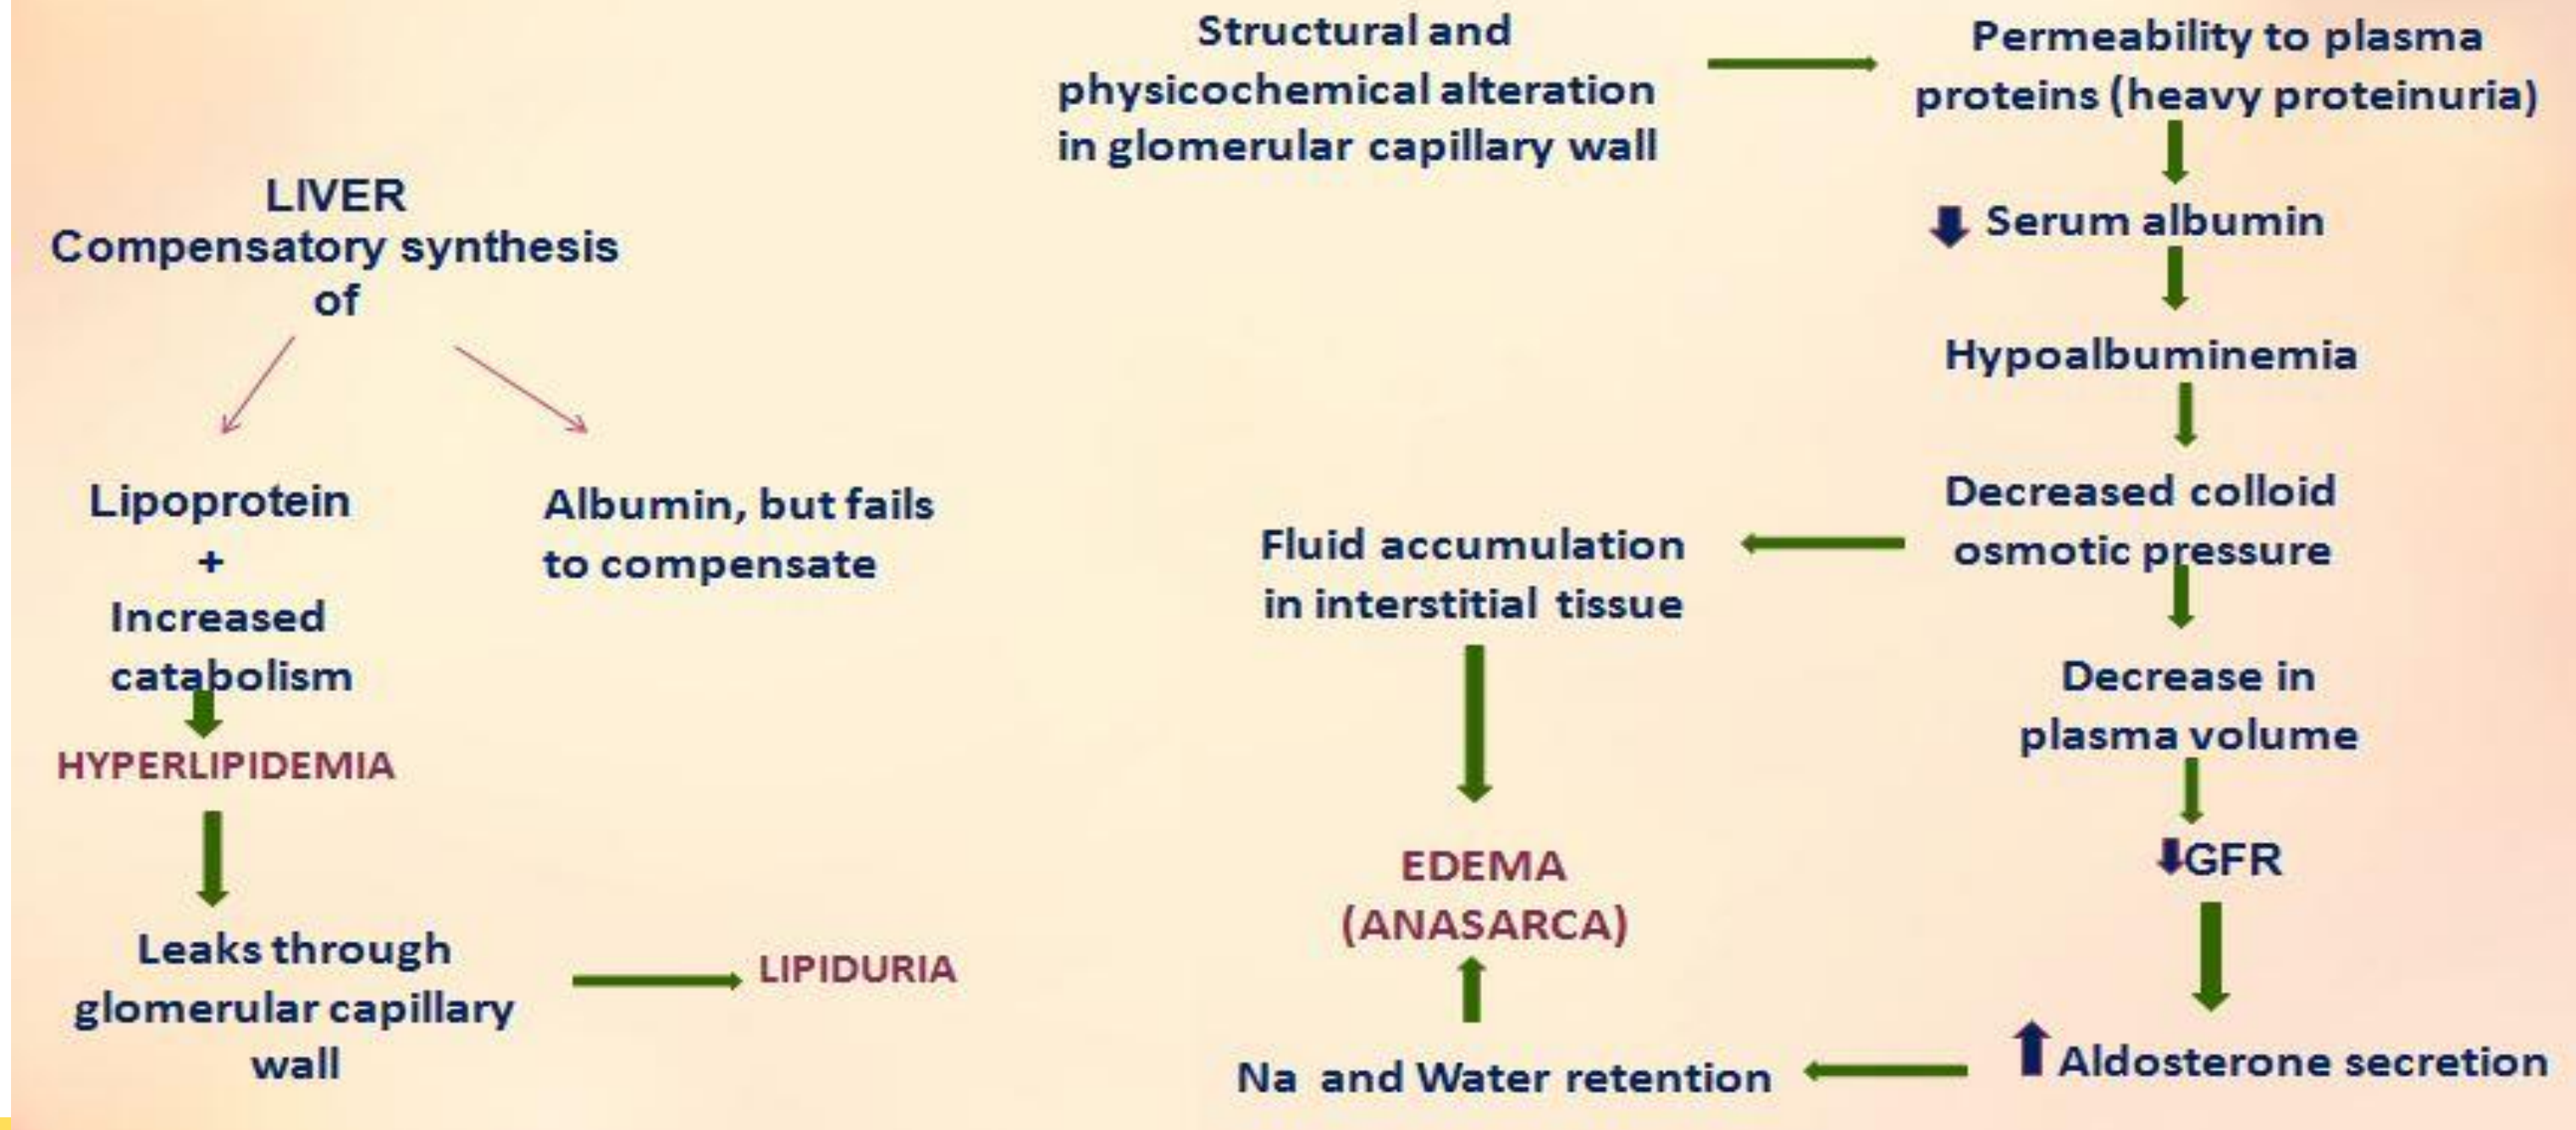 Structural and
physicochemical alteration
in glomerular capillary wall
Permeability to plasma
proteins (heavy proteinuria)
Serum albumin
Hypoalbuminemia
Decreased colloid
osmotic pressure
Fluid accumulation
in interstitial tissue
Decrease in
plasma volume
GFR
Aldosterone secretion
Na and Water retention
EDEMA
(ANASARCA)
LIVER
Compensatory synthesis
of
Lipoprotein
+
Increased
catabolism
Albumin, but fails
to compensate
HYPERLIPIDEMIA
Leaks through
glomerular capillary
wall
LIPIDURIA